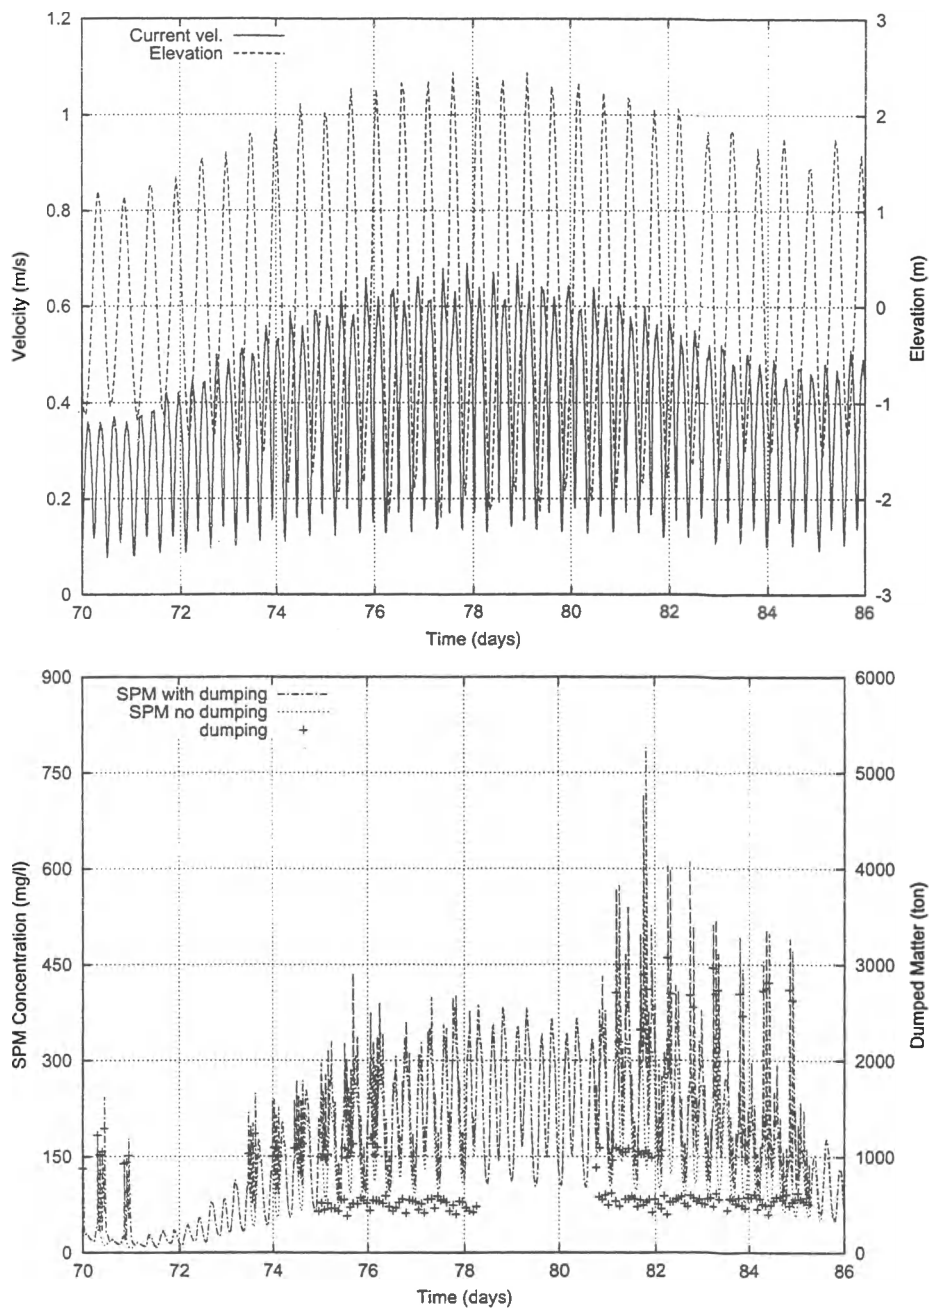 1.2
1
0.8
0.6
0.4
0.2
0
Velocity (m/s)
Current vel.
Elevation
3
2
1
0
-1
-2
-3
Elevation (m)
70 72 74 76 78 80 82 84 86
Time (days)
900
750
600
450
300
150
0
SPM Concentration (mg/l)
SPM with dumping
SPM no dumping
dumping
6000
5000
4000
3000
2000
1000
0
Dumped Matter (ton)
70 72 74 76 78 80 82 84 86
Time (days)